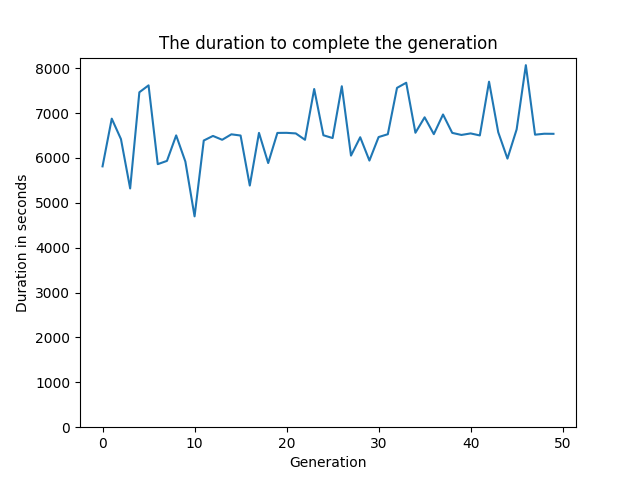 The duration to complete the generation
8000
7000
6000
5000
4000
3000
2000
1000
0
Duration in seconds
0 10 20 30 40 50
Generation